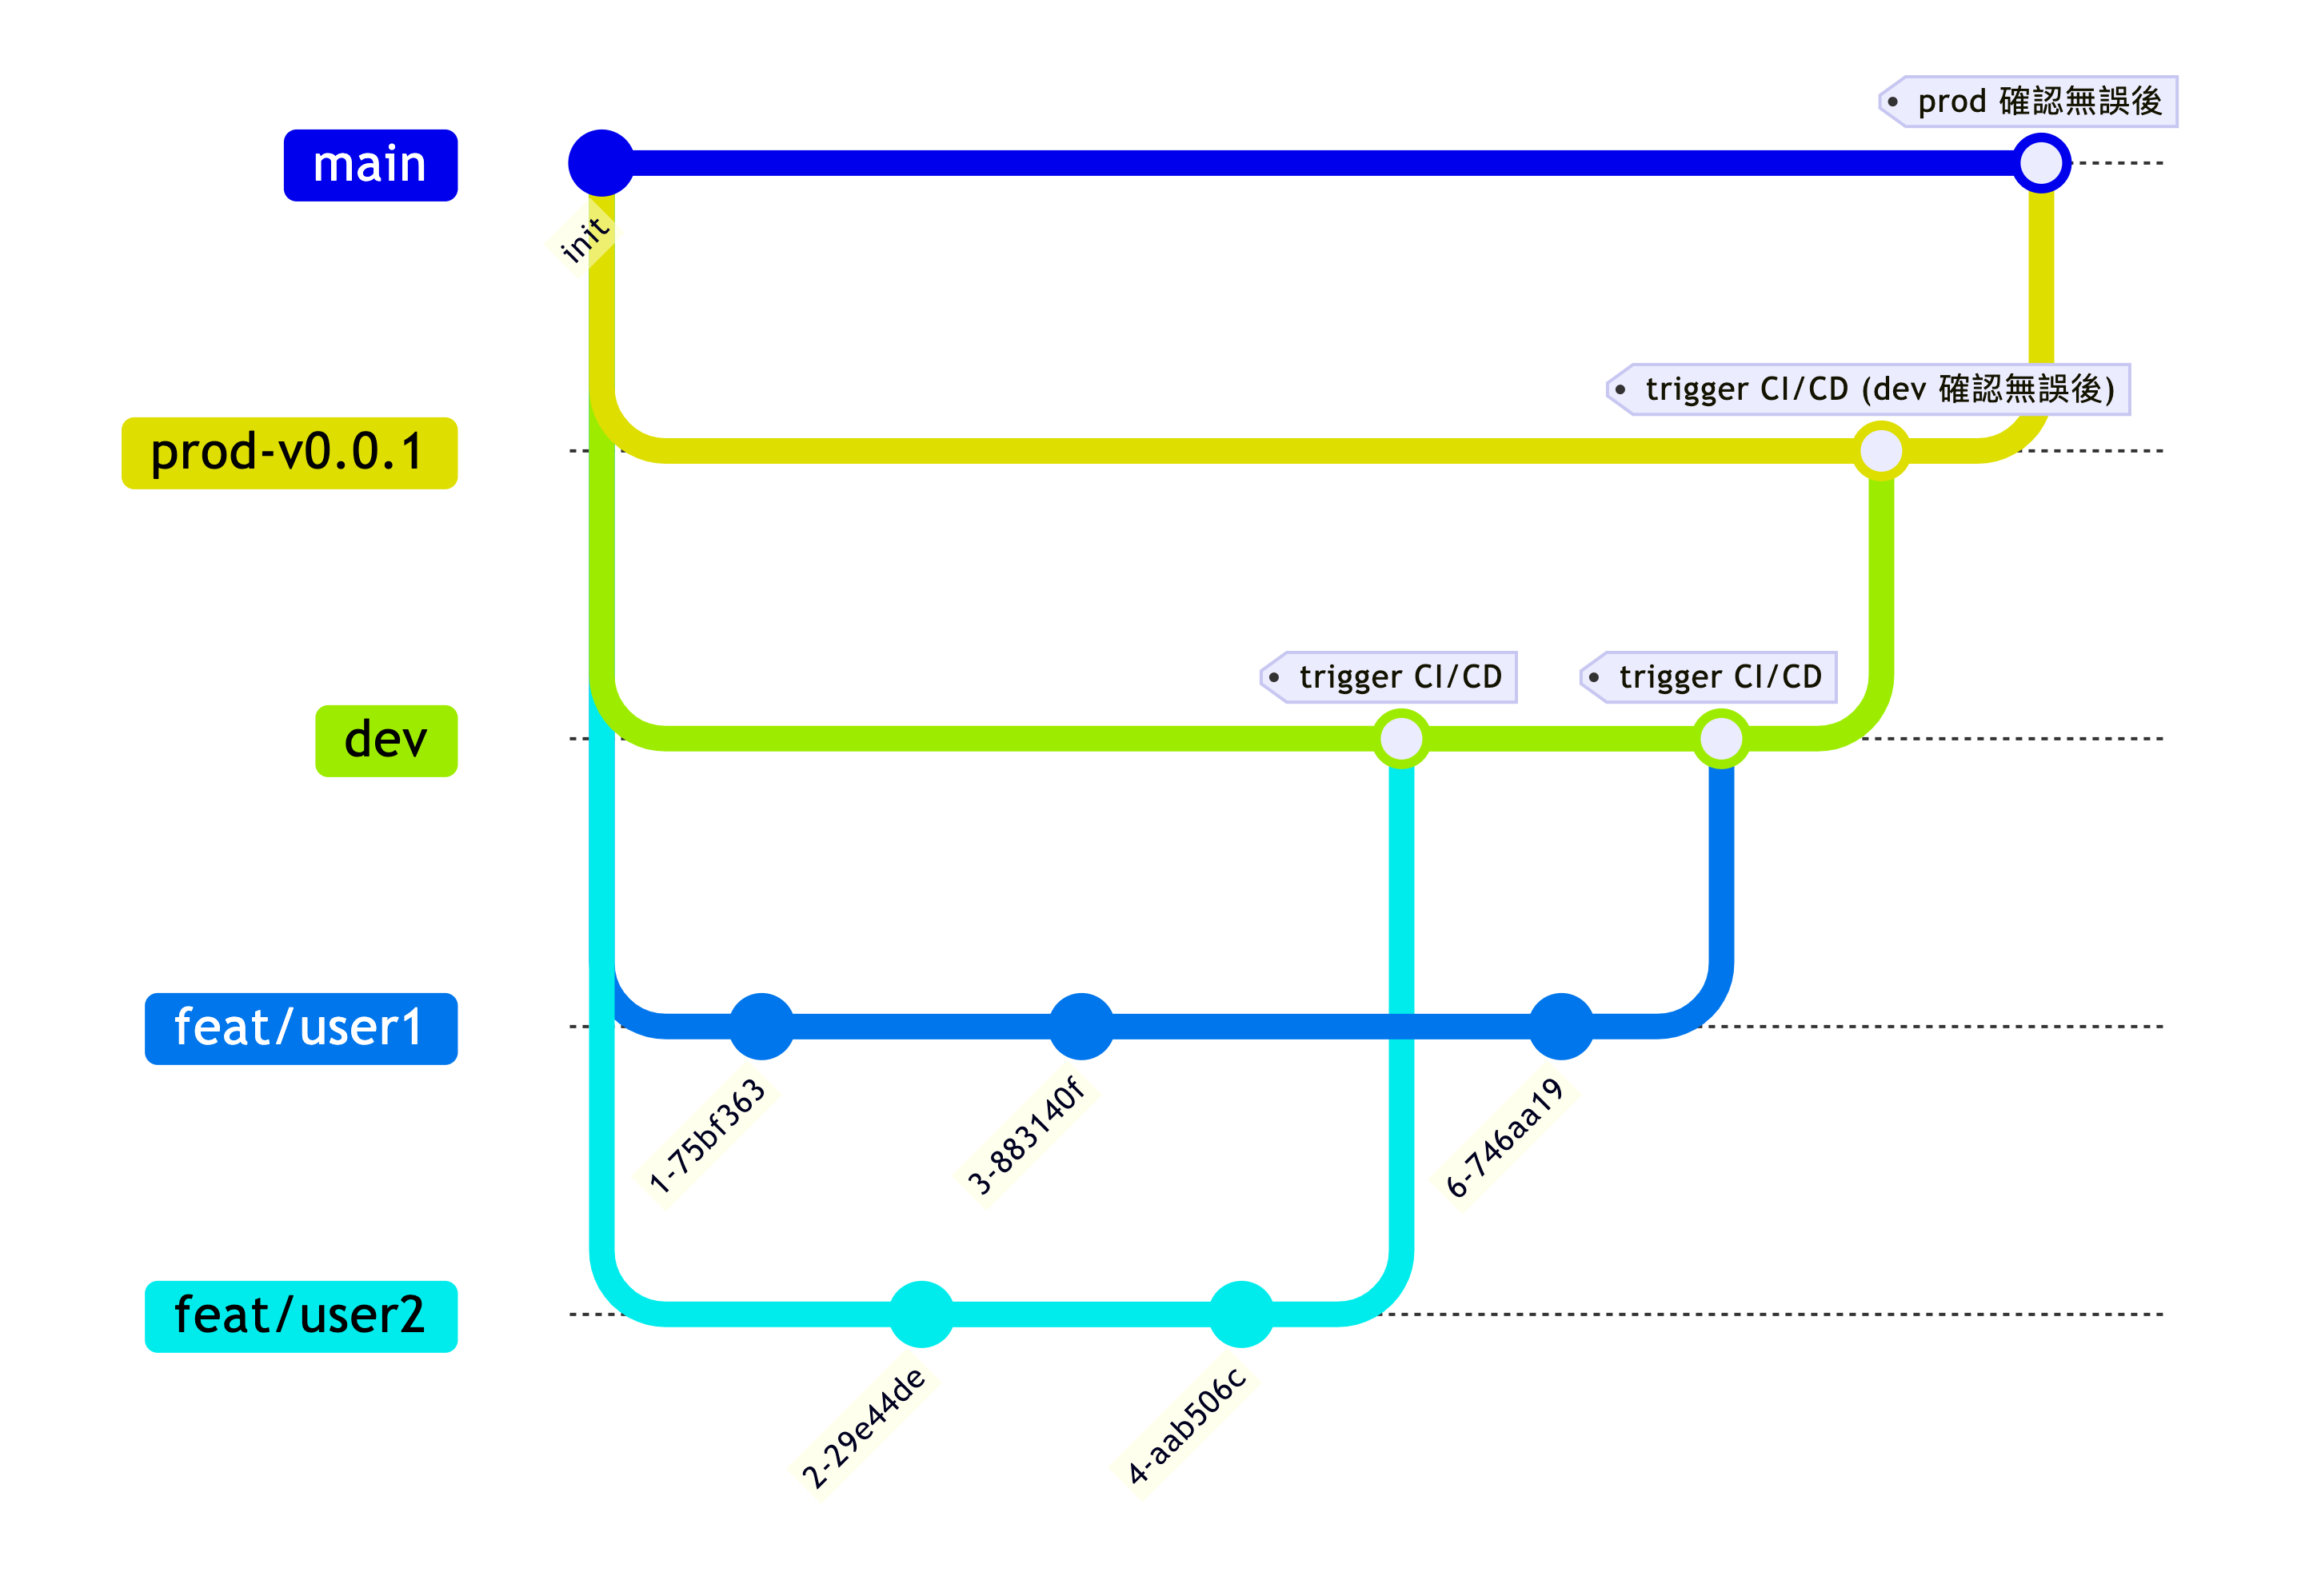 prod 確認無誤後
main
init
trigger CI/CD (dev 確認無誤後)
prod-v0.0.1
trigger CI/CD
trigger CI/CD
dev
feat/user1
1-75bf363
3-883140f
6-746aa19
feat/user2
2-29e44de
4-aab506c